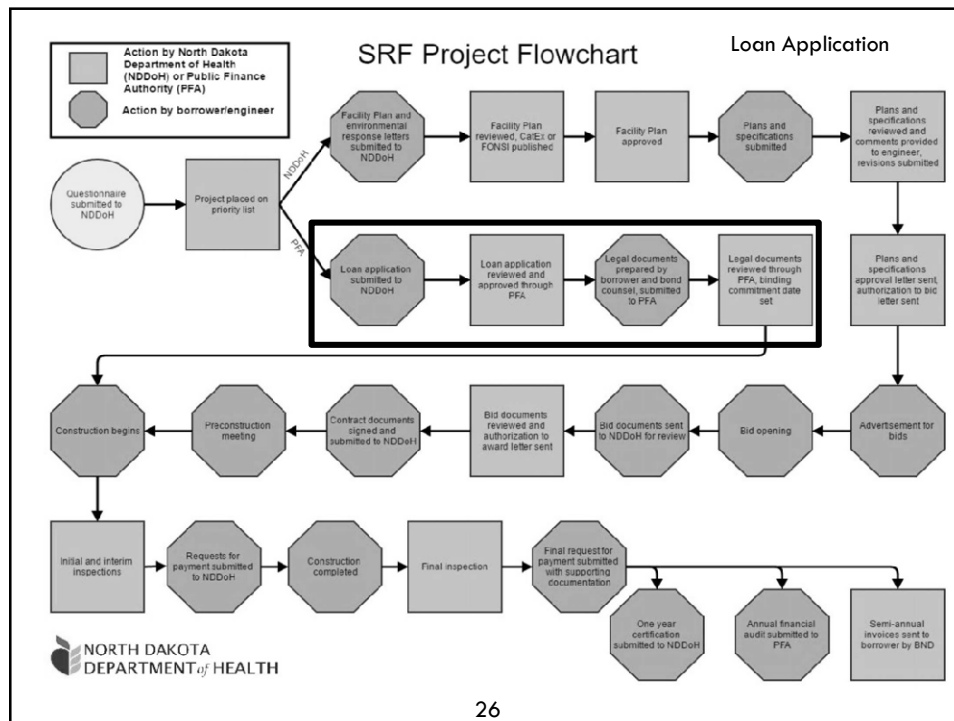 SRF Project Flowchart
Loan Application
Action by North Dakota
Department of Health
(NDDoH) or Public Finance
Authority (PFA)
Action by borrower/engineer
Questionnaire
submitted to
NDDoH
Project placed on
priority list
NDDoH
PFA
Facility Plan and
environmental
response letters
submitted to
NDDoH
Facility Plan
reviewed, CatEx or
FONSI published
Facility Plan
approved
Plans and
specifications
submitted
Plans and
specifications
reviewed and
comments provided
to engineer,
revisions submitted
Loan application
submitted to
NDDoH
Loan application
reviewed and
approved through
PFA
Legal documents
prepared by
borrower and bond
counsel, submitted
to PFA
Legal documents
reviewed through
PFA, binding
commitment date
set
Plans and
specifications
approval letter sent,
authorization to bid
letter sent
Construction begins
Preconstruction
meeting
Contract documents
signed and
submitted to NDDoH
Bid documents
reviewed and
authorization to
award letter sent
Bid documents sent
to NDDoH for review
Bid opening
Advertisement for
bids
Initial and interim
inspections
Requests for
payment submitted
to NDDoH
Construction
completed
Final inspection
Final request for
payment submitted
with supporting
documentation
One year
certification
submitted to NDDoH
Annual financial
audit submitted to
PFA
Semi-annual
invoices sent to
borrower by BND
NORTH DAKOTA
DEPARTMENT of HEALTH
26